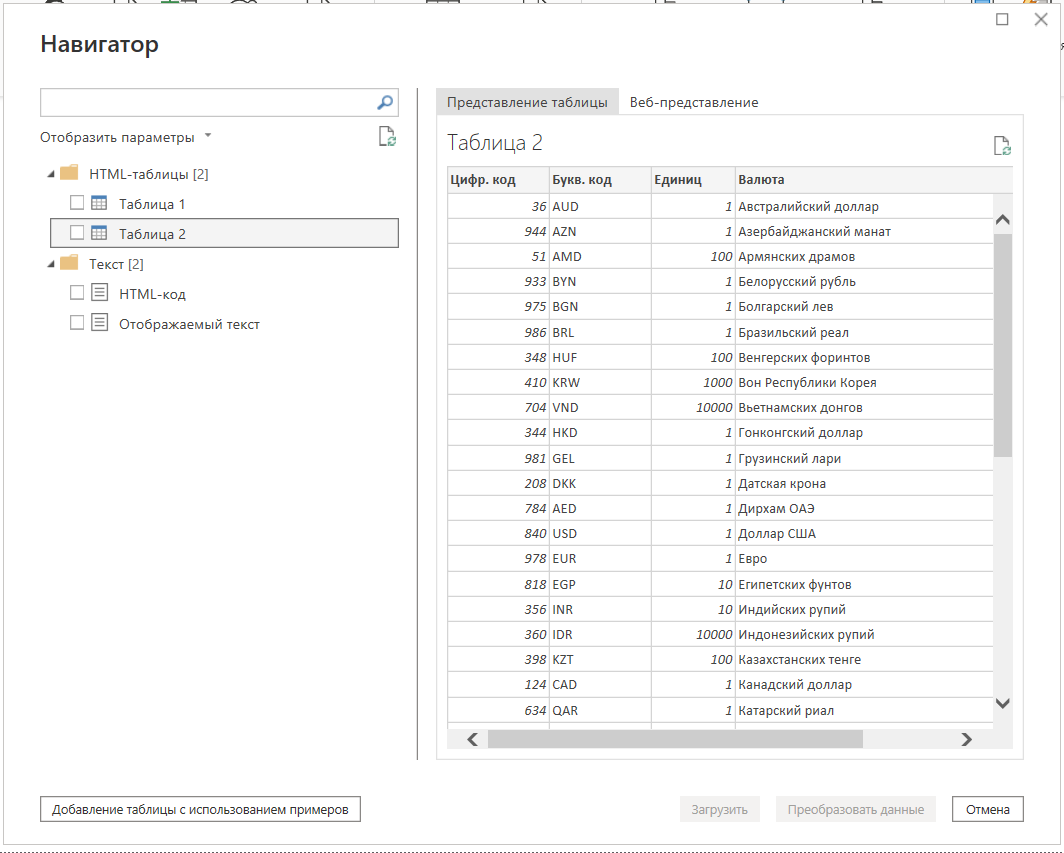 Навигатор
Отобразить параметры
HTML-таблицы [2]
Таблица 1
Таблица 2
Текст [2]
HTML-код
Отображаемый текст
Представление таблицы Веб-представление
Таблица 2
Цифр. код Букв. код Единиц Валюта
36 AUD 1 Австралийский доллар
944 AZN 1 Азербайджанский манат
51 AMD 100 Армянских драмов
933 BYN 1 Белорусский рубль
975 BGN 1 Болгарский лев
986 BRL 1 Бразильский реал
348 HUF 100 Венгерских форинтов
410 KRW 1000 Вон Республики Корея
704 VND 10000 Вьетнамских донгов
344 HKD 1 Гонконгский доллар
981 GEL 1 Грузинский лари
208 DKK 1 Датская крона
784 AED 1 Дирхам ОАЭ
840 USD 1 Доллар США
978 EUR 1 Евро
818 EGP 10 Египетских фунтов
356 INR 10 Индийских рупий
360 IDR 10000 Индонезийских рупий
398 KZT 100 Казахстанских тенге
124 CAD 1 Канадский доллар
634 QAR 1 Катарский риал
Добавление таблицы с использованием примеров Загрузить Преобразовать данные Отмена